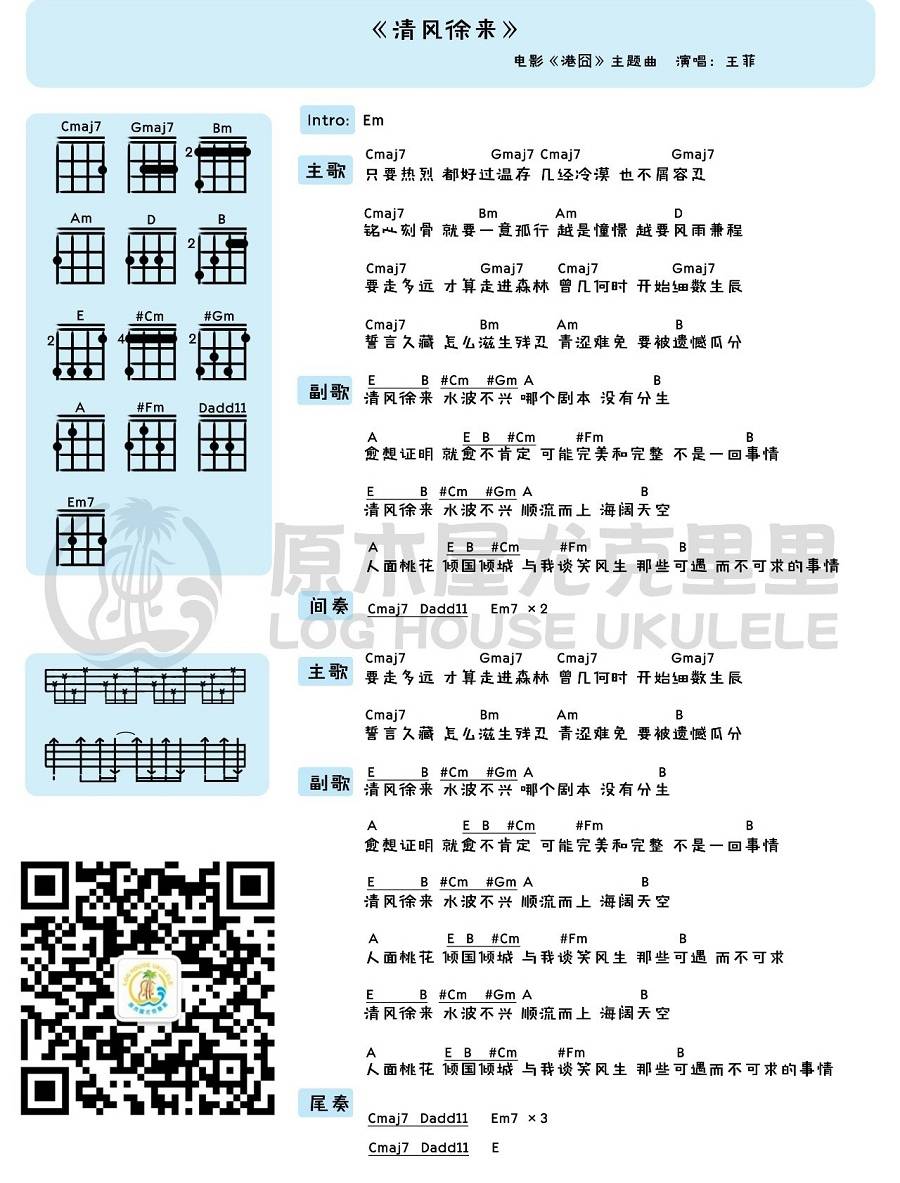 《清风徐来》
电影《港囧》主题曲 演唱：王菲
Cmaj7 Gmaj7 Bm
2
Am D B
2
E #Cm #Gm
2 4 2
A #Fm Dadd11
Em7
Intro: Em
主歌
Cmaj7 Gmaj7 Cmaj7 Gmaj7
只要热烈 都好过温存 几经冷漠 也不屑容忍
Cmaj7 Bm Am D
铭心刻骨 就要一意孤行 越是憧憬 越要风雨兼程
Cmaj7 Gmaj7 Cmaj7 Gmaj7
要走多远 才算走进森林 曾几何时 开始细数生辰
Cmaj7 Bm Am B
誓言久藏 怎么滋生残忍 青涩难免 要被遗憾瓜分
副歌
E B #Cm #Gm A B
清风徐来 水波不兴 哪个剧本 没有分生
A E B #Cm #Fm B
愈想证明 就愈不肯定 可能完美和完整 不是一回事情
E B #Cm #Gm A B
清风徐来 水波不兴 顺流而上 海阔天空
A E B #Cm #Fm B
人面桃花 倾国倾城 与我谈笑风生 那些可遇 而不可求的事情
间奏
Cmaj7 Dadd11 Em7 ×2
原木屋尤克里里
LOG HOUSE UKULELE
主歌
Cmaj7 Gmaj7 Cmaj7 Gmaj7
要走多远 才算走进森林 曾几何时 开始细数生辰
Cmaj7 Bm Am B
誓言久藏 怎么滋生残忍 青涩难免 要被遗憾瓜分
副歌
E B #Cm #Gm A B
清风徐来 水波不兴 哪个剧本 没有分生
A E B #Cm #Fm B
愈想证明 就愈不肯定 可能完美和完整 不是一回事情
E B #Cm #Gm A B
清风徐来 水波不兴 顺流而上 海阔天空
A E B #Cm #Fm B
人面桃花 倾国倾城 与我谈笑风生 那些可遇 而不可求
E B #Cm #Gm A B
清风徐来 水波不兴 顺流而上 海阔天空
A E B #Cm #Fm B
人面桃花 倾国倾城 与我谈笑风生 那些可遇而不可求的事情
尾奏
Cmaj7 Dadd11 Em7 ×3
Cmaj7 Dadd11 E
LOG HOUSE UKULELE
原木屋尤克里里